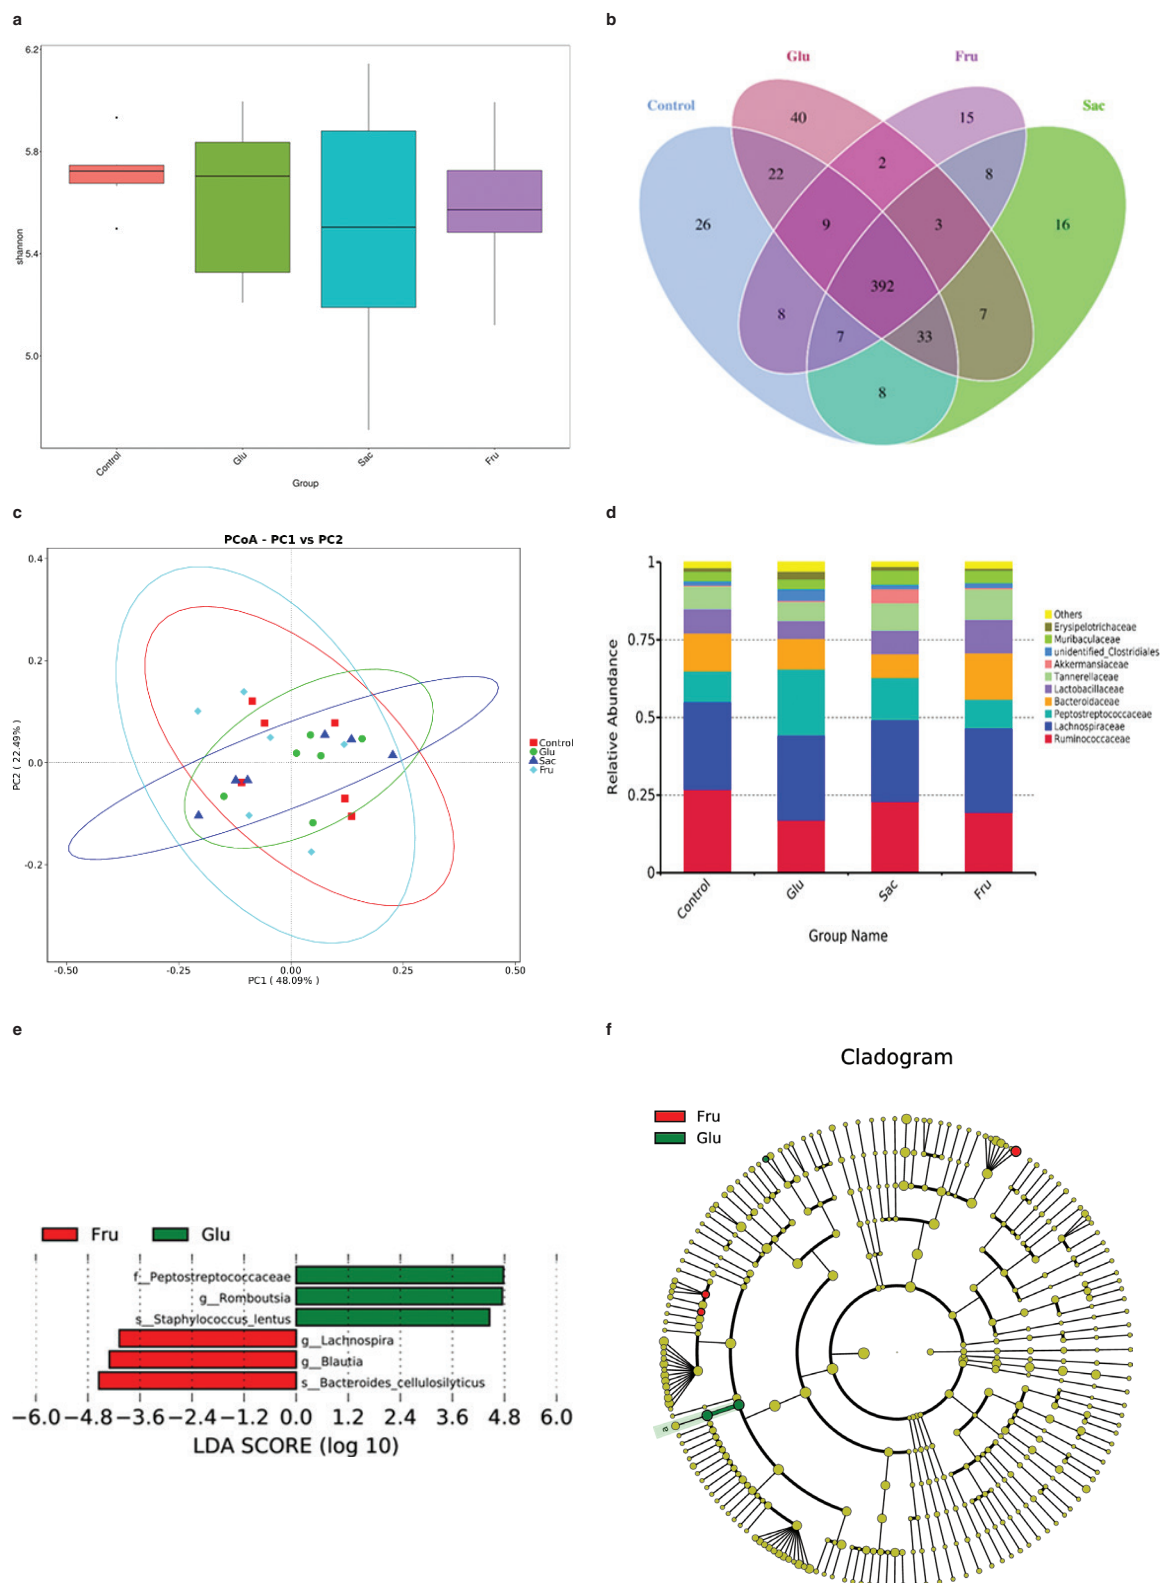 a
6.2
5.8
5.4
5.0
shannon
Control
Glu
Sac
Fru
Group
b
Glu
Fru
Control
Sac
40
15
2
22
8
26
9
3
16
392
8
7
7
33
8
c
PCoA - PC1 vs PC2
0.4
0.2
0.0
-0.2
PC2 ( 22.49% )
-0.50
-0.25
0.00
0.25
0.50
PC1 ( 48.09% )
Control
Glu
Sac
Fru
d
1
0.75
0.5
0.25
0
Relative Abundance
Control
Glu
Sac
Fru
Group Name
Others
Erysipelotrichaceae
Muribaculaceae
unidentified_Clostridiales
Akkermansiaceae
Tannerellaceae
Lactobacillaceae
Bacteroidaceae
Peptostreptococcaceae
Lachnospiraceae
Ruminococcaceae
e
Fru
Glu
f__Peptostreptococcaceae
g__Romboutsia
s__Staphylococcus_lentus
g__Lachnospira
g__Blautia
s__Bacteroides_cellulosilyticus
−6.0 −4.8 −3.6 −2.4 −1.2 0.0 1.2 2.4 3.6 4.8 6.0
LDA SCORE (log 10)
f
Cladogram
Fru
Glu
a